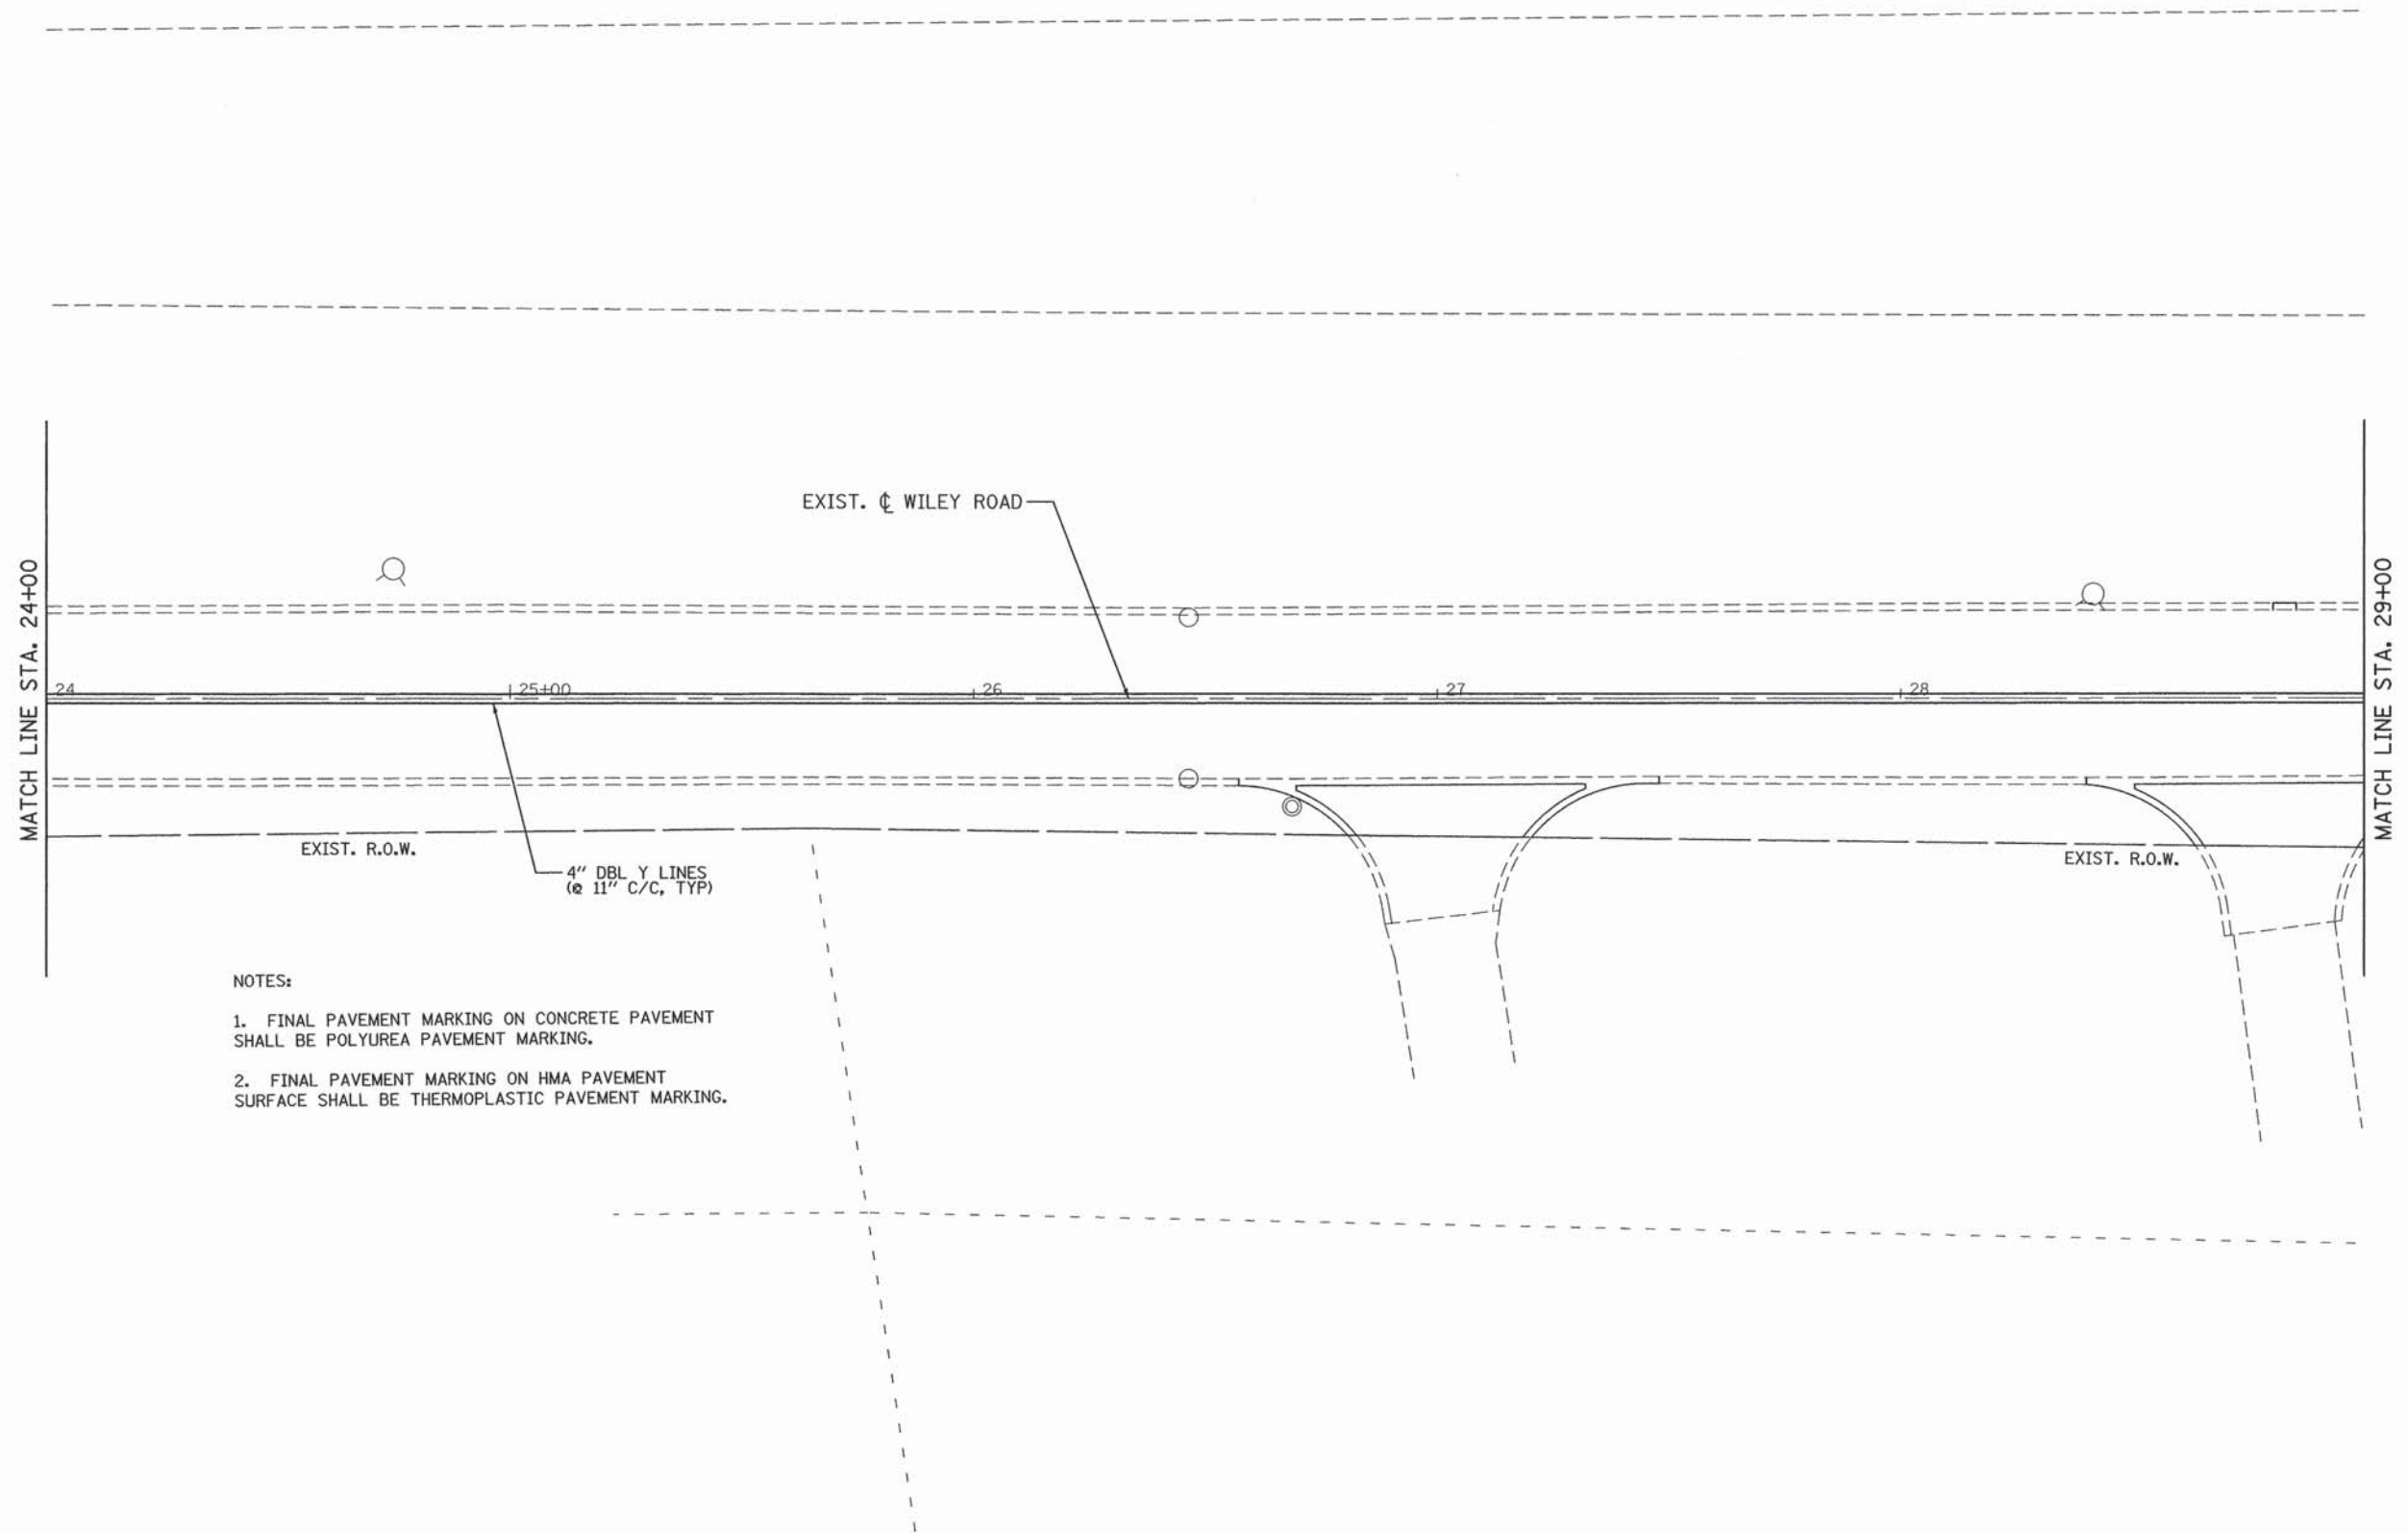 EXIST. ℄ WILEY ROAD
MATCH LINE STA. 24+00
MATCH LINE STA. 29+00
24
25+00
26
27
28
EXIST. R.O.W.
EXIST. R.O.W.
4" DBL Y LINES
(@ 11" C/C, TYP)
NOTES:
1. FINAL PAVEMENT MARKING ON CONCRETE PAVEMENT
SHALL BE POLYUREA PAVEMENT MARKING.
2. FINAL PAVEMENT MARKING ON HMA PAVEMENT
SURFACE SHALL BE THERMOPLASTIC PAVEMENT MARKING.